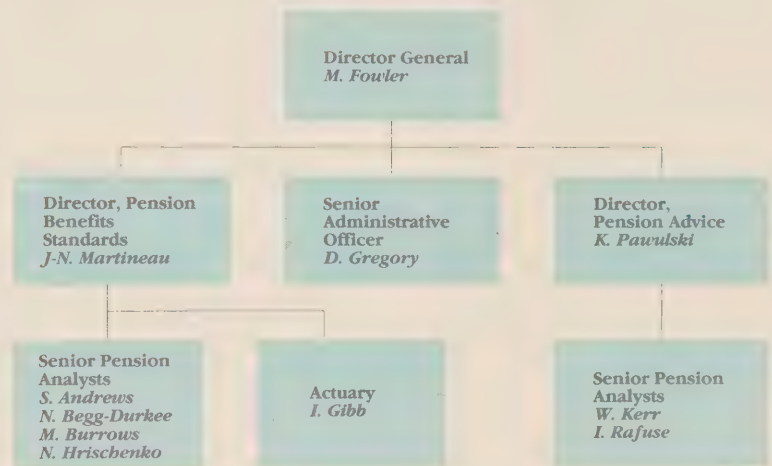 Director General
M. Fowler
Director, Pension
Benefits
Standards
J-N. Martineau
Senior
Administrative
Officer
D. Gregory
Director,
Pension Advice
K. Pawulski
Senior Pension
Analysts
S. Andrews
N. Begg-Durkee
M. Burrows
N. Hrischenko
Actuary
I. Gibb
Senior Pension
Analysts
W. Kerr
I. Rafuse